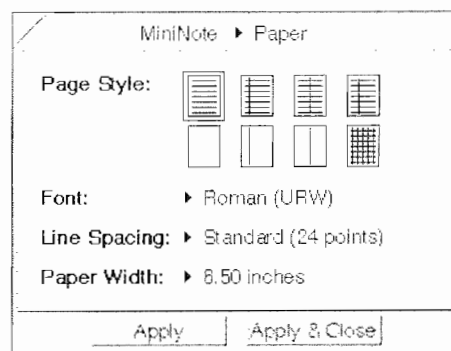 MiniNote ▸ Paper
Page Style:
Font: ▸ Roman (URW)
Line Spacing: ▸ Standard (24 points)
Paper Width: ▸ 6.50 inches
Apply Apply & Close